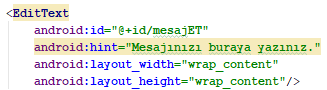 <EditText
android:id="@+id/mesajET"
android:hint="Mesajınızı buraya yazınız."
android:layout_width="wrap_content"
android:layout_height="wrap_content"/>